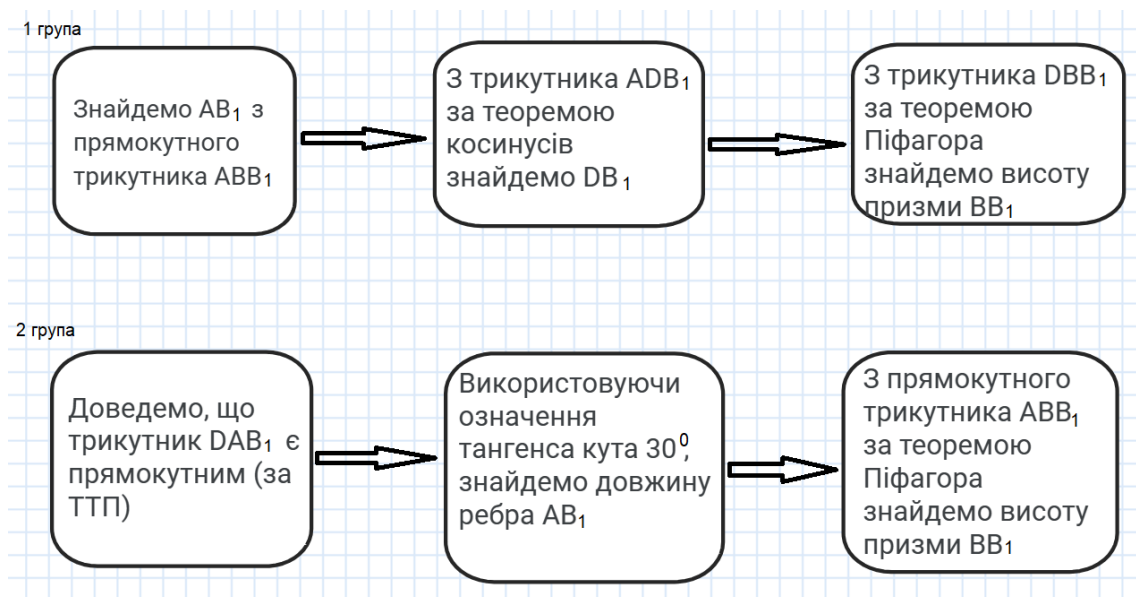 1 група
Знайдемо AB₁ з
прямокутного
трикутника ABB₁
З трикутника ADB₁
за теоремою
косинусів
знайдемо DB₁
З трикутника DBB₁
за теоремою
Піфагора
знайдемо висоту
призми BB₁
2 група
Доведемо, що
трикутник DAB₁ є
прямокутним (за
ТТП)
Використовуючи
означення
тангенса кута 30⁰,
знайдемо довжину
ребра AB₁
З прямокутного
трикутника ABB₁
за теоремою
Піфагора
знайдемо висоту
призми BB₁